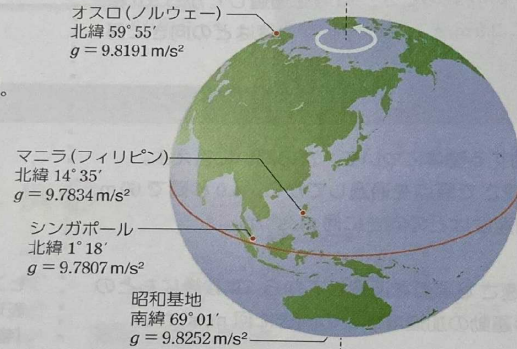 オスロ(ノルウェー)
北緯 59°55′
g = 9.8191 m/s²
。
マニラ(フィリピン)
北緯 14°35′
g = 9.7834 m/s²
シンガポール
北緯 1°18′
g = 9.7807 m/s²
昭和基地
南緯 69°01′
g = 9.8252 m/s²